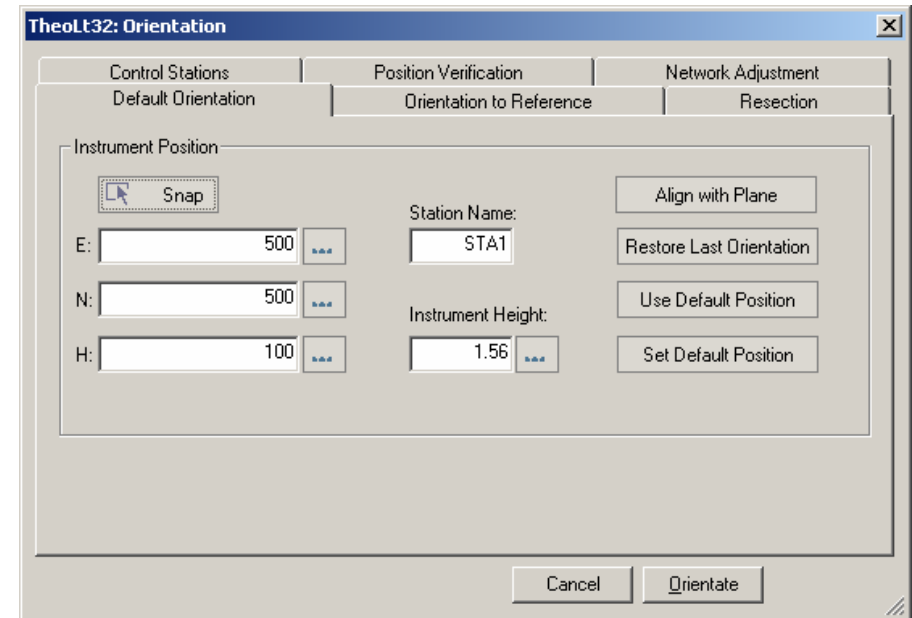 TheoLt32: Orientation
Control Stations Position Verification Network Adjustment
Default Orientation Orientation to Reference Resection
Instrument Position
Snap
Station Name:
Align with Plane
E: 500 ...
STA1
Restore Last Orientation
N: 500 ...
Instrument Height:
Use Default Position
H: 100 ...
1.56 ...
Set Default Position
Cancel Orientate